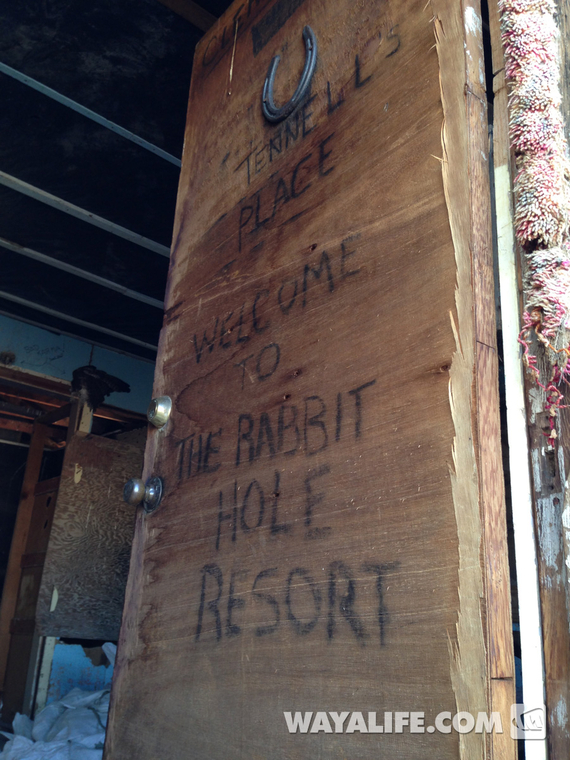 TENNELL'S
PLACE
WELCOME
TO
THE RABBIT
HOLE
RESORT
WAYALIFE.COM